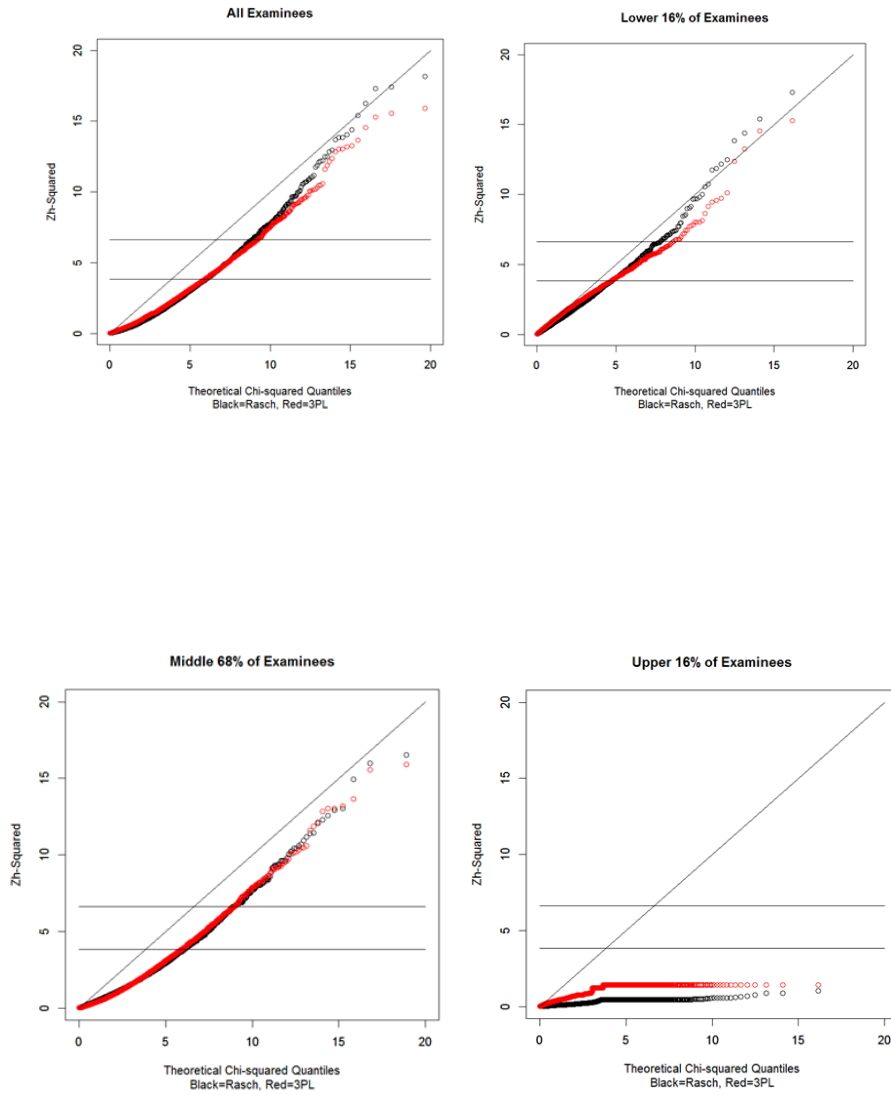 All Examinees
20
15
10
5
0
Zh-Squared
0 5 10 15 20
Theoretical Chi-squared Quantiles
Black=Rasch, Red=3PL
Lower 16% of Examinees
20
15
10
5
0
Zh-Squared
0 5 10 15 20
Theoretical Chi-squared Quantiles
Black=Rasch, Red=3PL
Middle 68% of Examinees
20
15
10
5
0
Zh-Squared
0 5 10 15 20
Theoretical Chi-squared Quantiles
Black=Rasch, Red=3PL
Upper 16% of Examinees
20
15
10
5
0
Zh-Squared
0 5 10 15 20
Theoretical Chi-squared Quantiles
Black=Rasch, Red=3PL